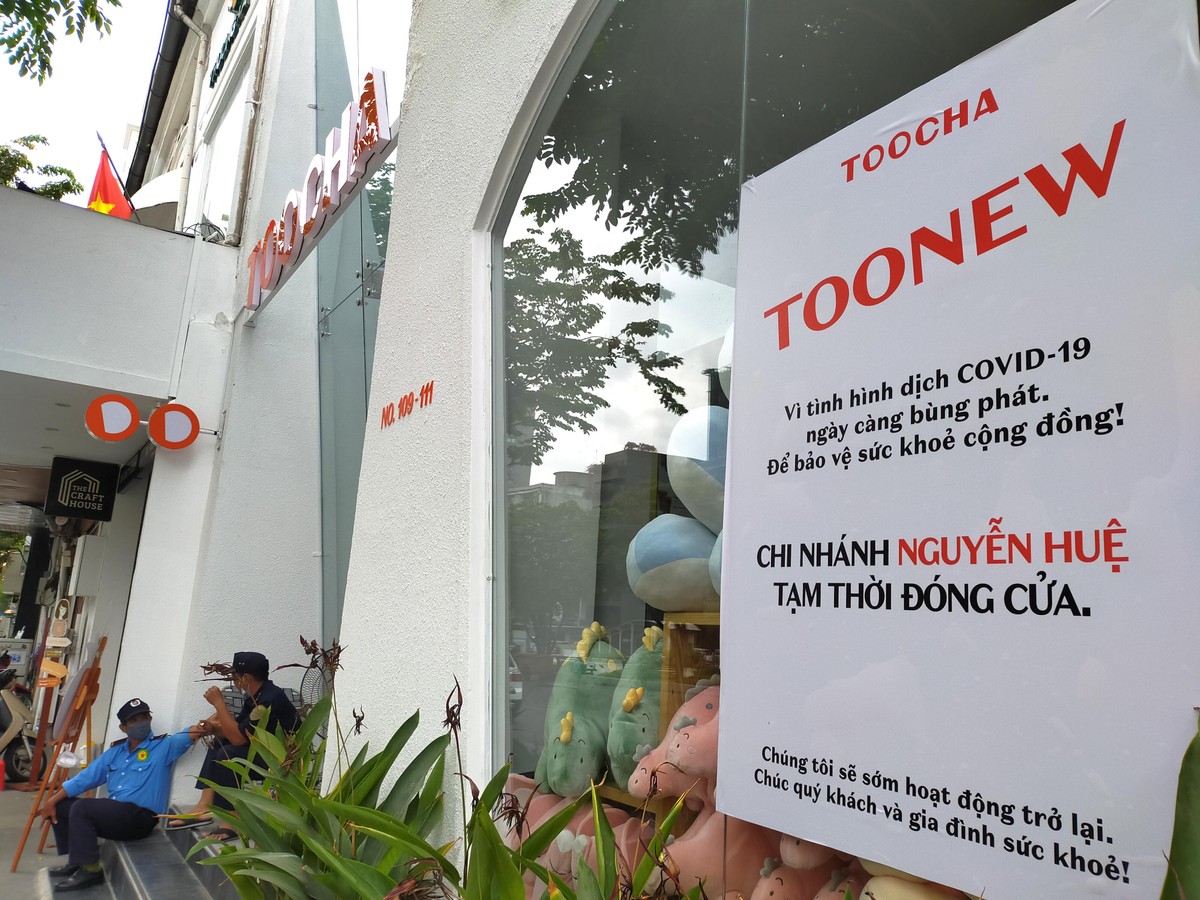 TOOCHA
NO. 109-111
THE
CRAFT
HOUSE
TOOCHA
TOONEW
Vì tình hình dịch COVID-19
ngày càng bùng phát.
Để bảo vệ sức khoẻ cộng đồng!
CHI NHÁNH NGUYỄN HUỆ
TẠM THỜI ĐÓNG CỬA.
Chúng tôi sẽ sớm hoạt động trở lại.
Chúc quý khách và gia đình sức khoẻ!